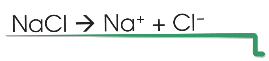 NaCl → Na⁺ + Cl⁻